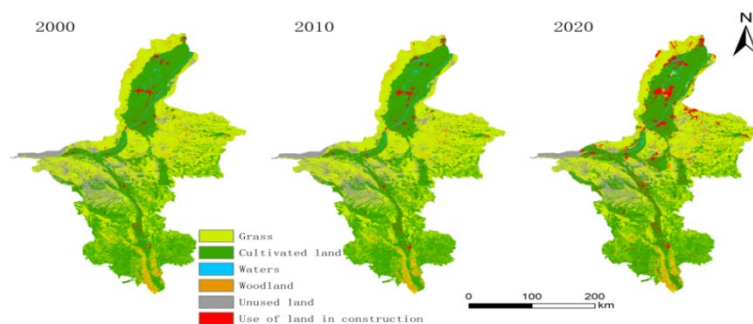 2000
2010
2020
N
Grass
Cultivated land
Waters
Woodland
Unused land
Use of land in construction
0 100 200
km